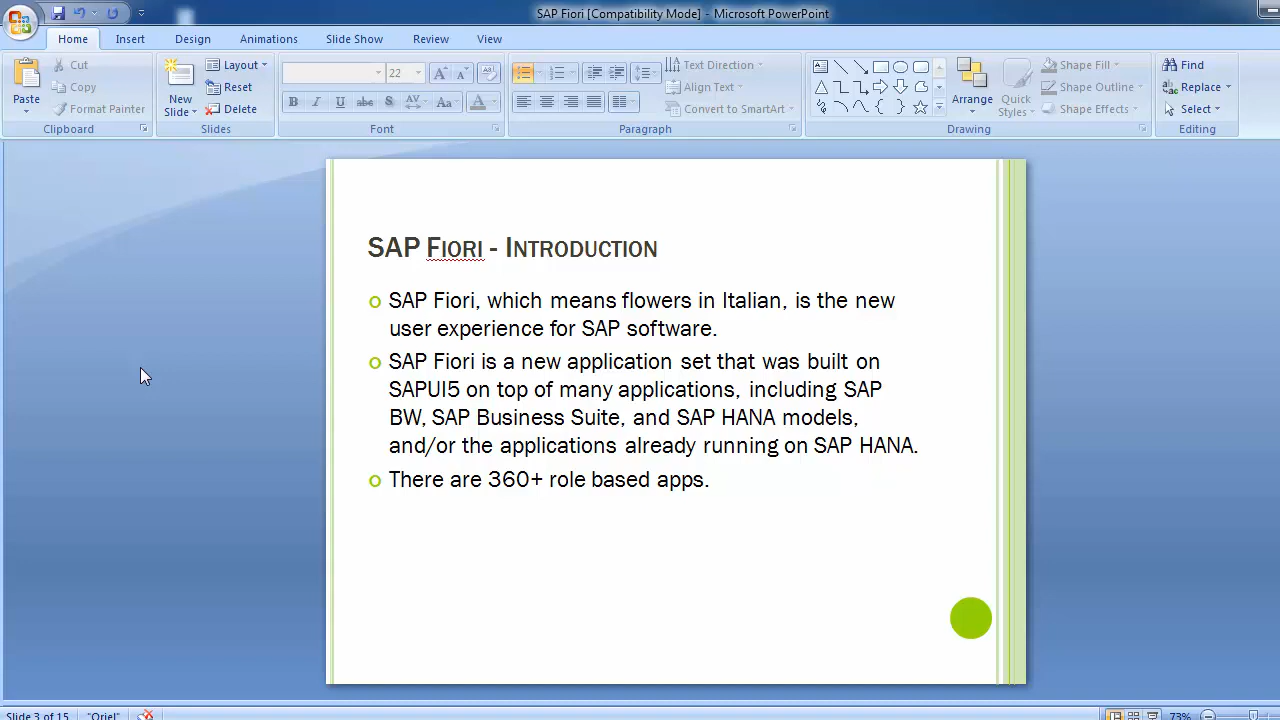 SAP Fiori [Compatibility Mode] - Microsoft PowerPoint
Home Insert Design Slide Show Animations Review View
Paste
Cut
Copy
Format Painter
Clipboard
New Slide
Layout
Reset
Delete
Slides
22
B I U abc S AV Aa A
Font
Text Direction
Align Text
Convert to SmartArt
Paragraph
Arrange
Quick Styles
Shape Fill
Shape Outline
Shape Effects
Drawing
Find
Replace
Select
Editing
SAP FIORI - INTRODUCTION
SAP Fiori, which means flowers in Italian, is the new
user experience for SAP software.
SAP Fiori is a new application set that was built on
SAPUI5 on top of many applications, including SAP
BW, SAP Business Suite, and SAP HANA models,
and/or the applications already running on SAP HANA.
There are 360+ role based apps.
Slide 3 of 15 "Oriel" 73%